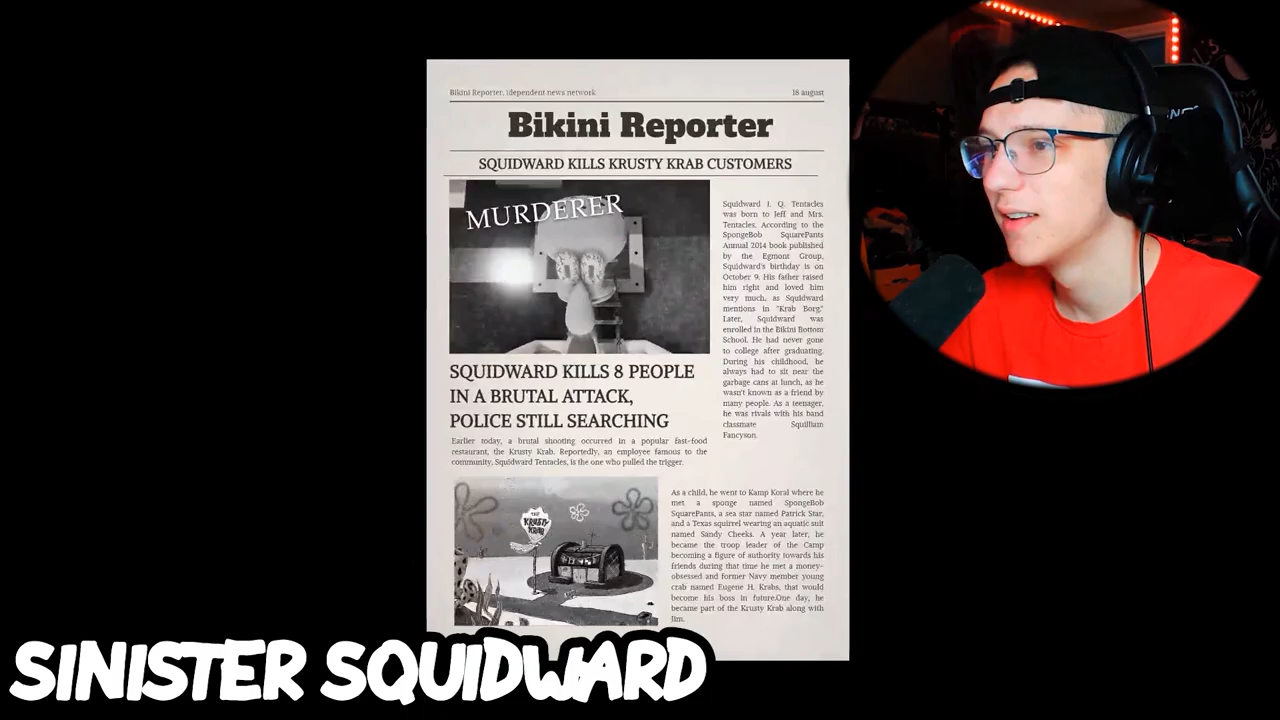 Bikini Reporter, idependent news network
18 august
Bikini Reporter
SQUIDWARD KILLS KRUSTY KRAB CUSTOMERS
MURDERER
Squidward J. Q. Tentacles
was born to Jeff and Mrs.
Tentacles. According to the
SpongeBob SquarePants
Annual 2014 book published
by the Egmont Group,
Squidward's birthday is on
October 9. His father raised
him right and loved him
very much, as Squidward
mentions in "Krab Borg."
Later, Squidward was
enrolled in the Bikini Bottom
School. He had never gone
to college after graduating.
During his childhood, he
always had to sit near the
garbage cans at lunch, as he
wasn't known as a friend by
many people. As a teenager,
he was rivals with his band
classmate Squilliam
Fancyson.
SQUIDWARD KILLS 8 PEOPLE
IN A BRUTAL ATTACK,
POLICE STILL SEARCHING
Earlier today, a brutal shooting occurred in a popular fast-food
restaurant, the Krusty Krab. Reportedly, an employee famous to the
community, Squidward Tentacles, is the one who pulled the trigger.
THE
KRUSTY
KRAB
As a child, he went to Kamp Koral where he
met a sponge named SpongeBob
SquarePants, a sea star named Patrick Star,
and a Texas squirrel wearing an aquatic suit
named Sandy Cheeks. A year later, he
became the troop leader of the Camp
becoming a figure of authority towards his
friends during that time he met a money-
obsessed and former Navy member young
crab named Eugene H. Krabs, that would
become his boss in future.One day, he
became part of the Krusty Krab along with
Jim.
SINISTER SQUIDWARD